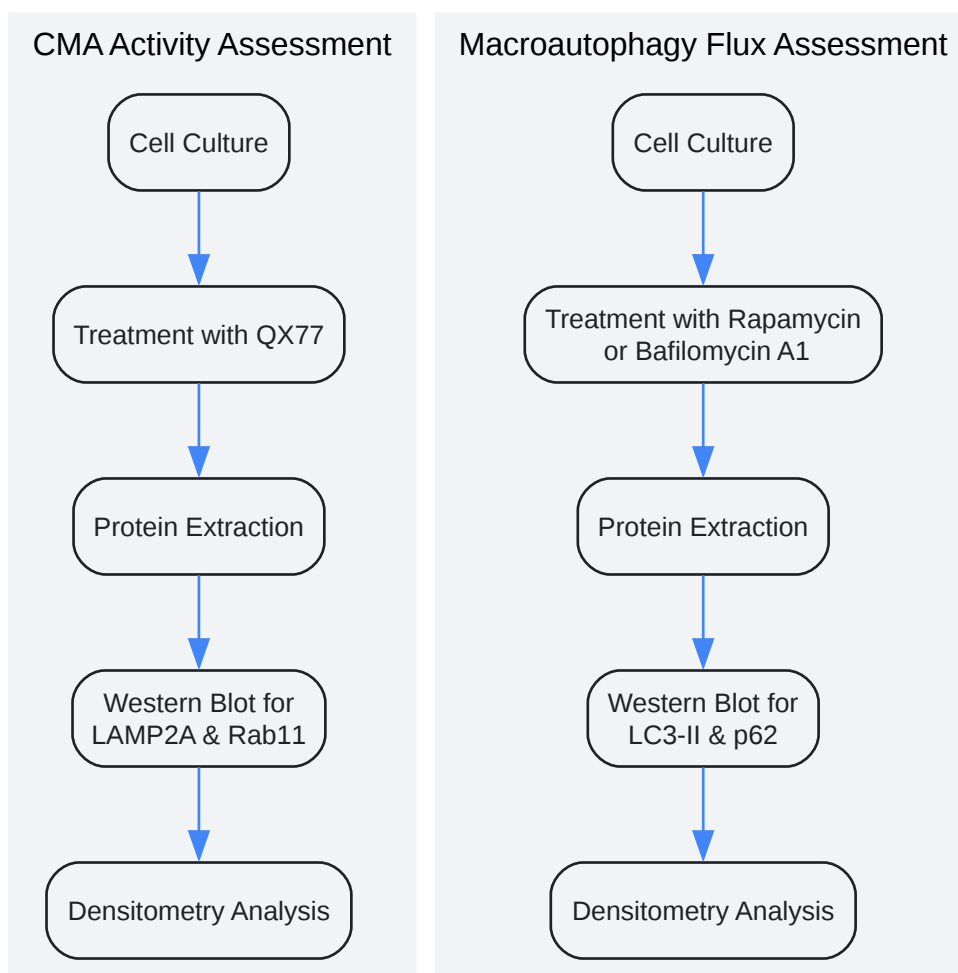 CMA Activity Assessment
Cell Culture
Treatment with QX77
Protein Extraction
Western Blot for
LAMP2A & Rab11
Densitometry Analysis
Macroautophagy Flux Assessment
Cell Culture
Treatment with Rapamycin
or Bafilomycin A1
Protein Extraction
Western Blot for
LC3-II & p62
Densitometry Analysis